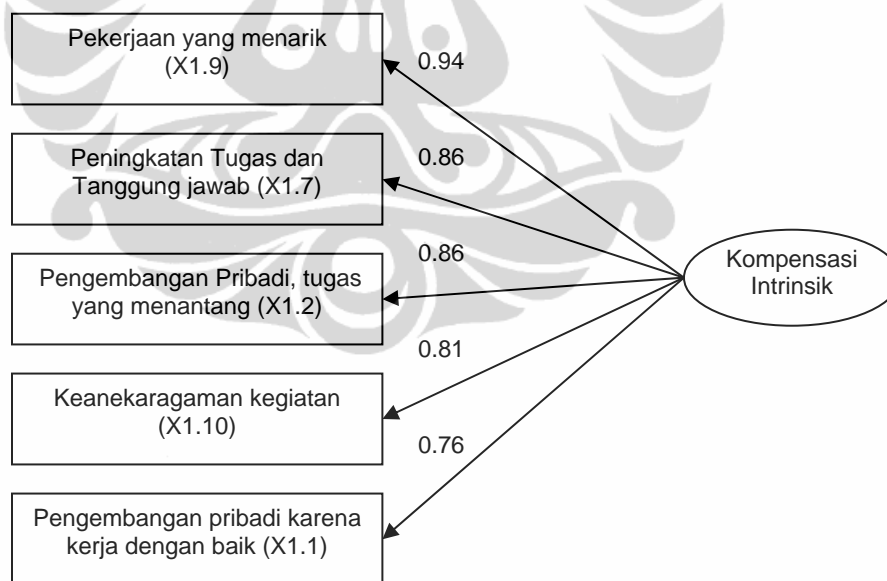 Pekerjaan yang menarik
(X1.9)
0.94
Peningkatan Tugas dan
Tanggung jawab (X1.7)
0.86
Pengembangan Pribadi, tugas
yang menantang (X1.2)
0.86
Kompensasi
Intrinsik
Keanekaragaman kegiatan
(X1.10)
0.81
Pengembangan pribadi karena
kerja dengan baik (X1.1)
0.76